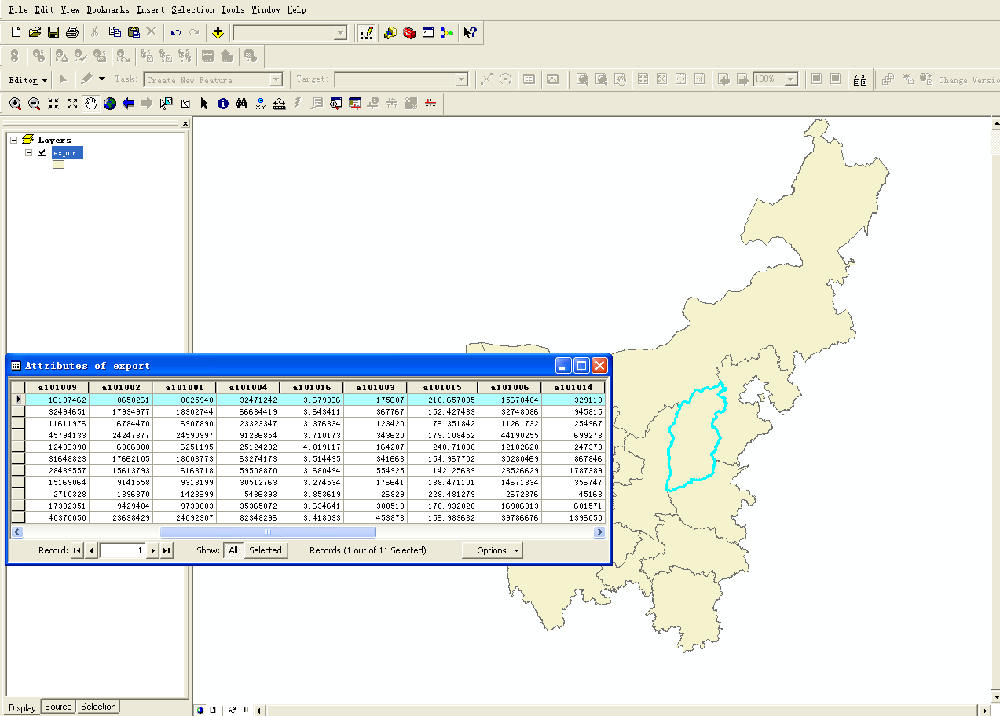 File Edit View Bookmarks Insert Selection Tools Window Help
Editor Task: Create New Feature Target: 1:1 100% Change Versio
XY
Layers
export
Attributes of export
a101009 a101002 a101001 a101004 a101016 a101003 a101015 a101006 a101014
16107462 8650261 8825948 32471242 3.679066 175687 210.657835 15670484 329110
32494651 17934977 18302744 66684419 3.643411 367767 152.427483 32748086 945815
11611976 6784470 6907890 23323347 3.376334 123420 176.351842 11261732 254967
45794133 24247377 24590997 91236854 3.710173 343620 179.108452 44190255 699278
12406398 6086988 6251195 25124282 4.019117 164207 248.71088 12102628 247378
31648823 17662105 18003773 63274173 3.514495 341668 154.967702 30280469 867846
28439557 15613793 16168718 59508870 3.680494 554925 142.25689 28526629 1787389
15169064 9141558 9318199 30512763 3.274534 176641 188.471101 14671334 356747
2710328 1396870 1423699 5486393 3.853619 26829 228.481279 2672876 45163
17302351 9429484 9730003 35365072 3.634641 300519 178.932828 16986313 601571
40370050 23638429 24092307 82348296 3.418033 453878 156.983632 39786676 1396050
Record: 1 Show: All Selected Records (1 out of 11 Selected) Options
Display Source Selection